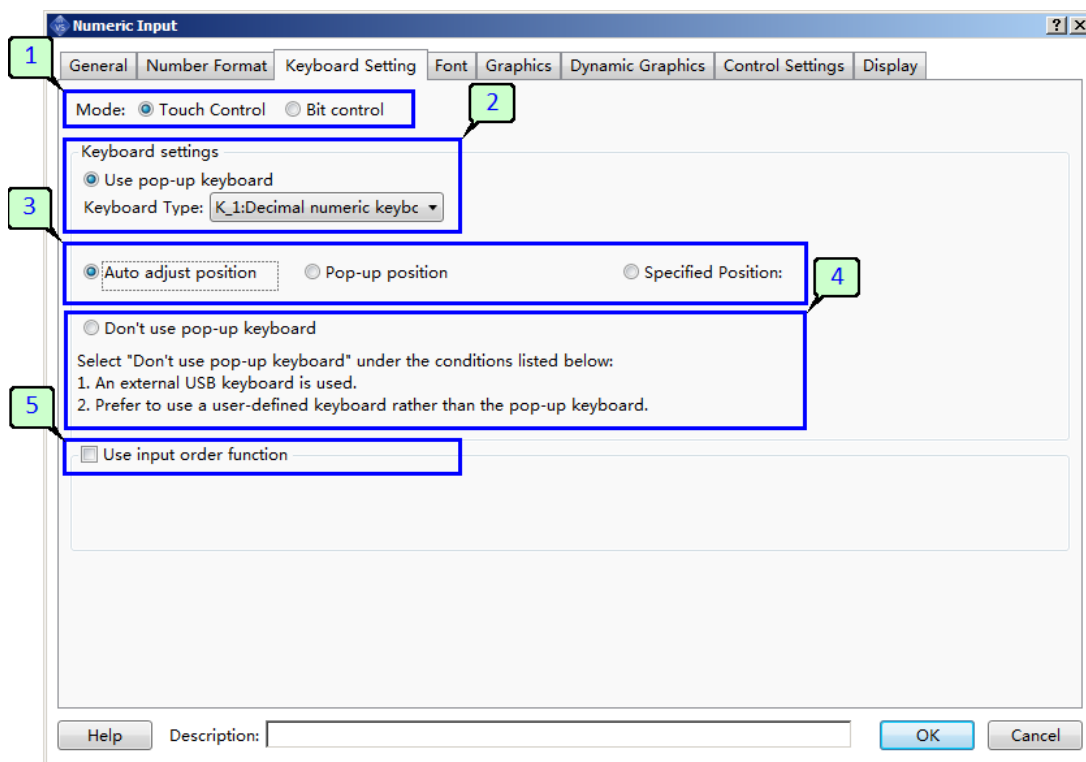 VS Numeric Input ? X
1
General Number Format Keyboard Setting Font Graphics Dynamic Graphics Control Settings Display
Mode: Touch Control Bit control
2
Keyboard settings
Use pop-up keyboard
3
Keyboard Type: K_1:Decimal numeric keybc
Auto adjust position Pop-up position Specified Position:
4
Don't use pop-up keyboard
Select "Don't use pop-up keyboard" under the conditions listed below:
1. An external USB keyboard is used.
2. Prefer to use a user-defined keyboard rather than the pop-up keyboard.
5
Use input order function
Help Description: OK Cancel